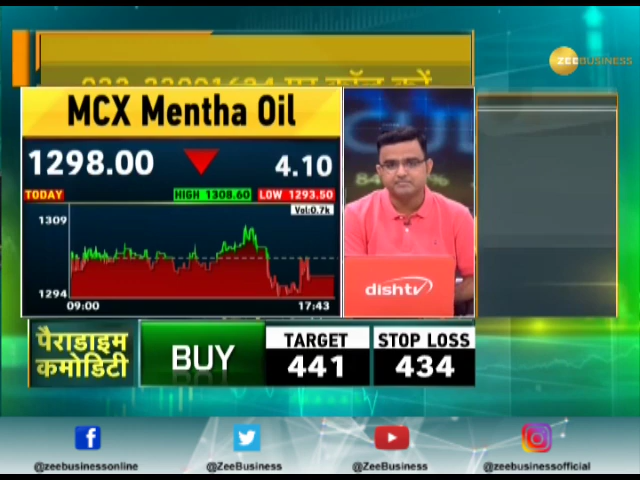 ZEEBUSINESS
MCX Mentha Oil
1298.00
4.10
TODAY
HIGH 1308.60
LOW 1293.50
Vol:0.7k
1309
1294
09:00
17:43
dishtv
पैराडाइम
कमोडिटी
BUY
TARGET
441
STOP LOSS
434
@zeebusinessonline
@ZeeBusiness
@ZeeBusiness
@zeebusinessofficial